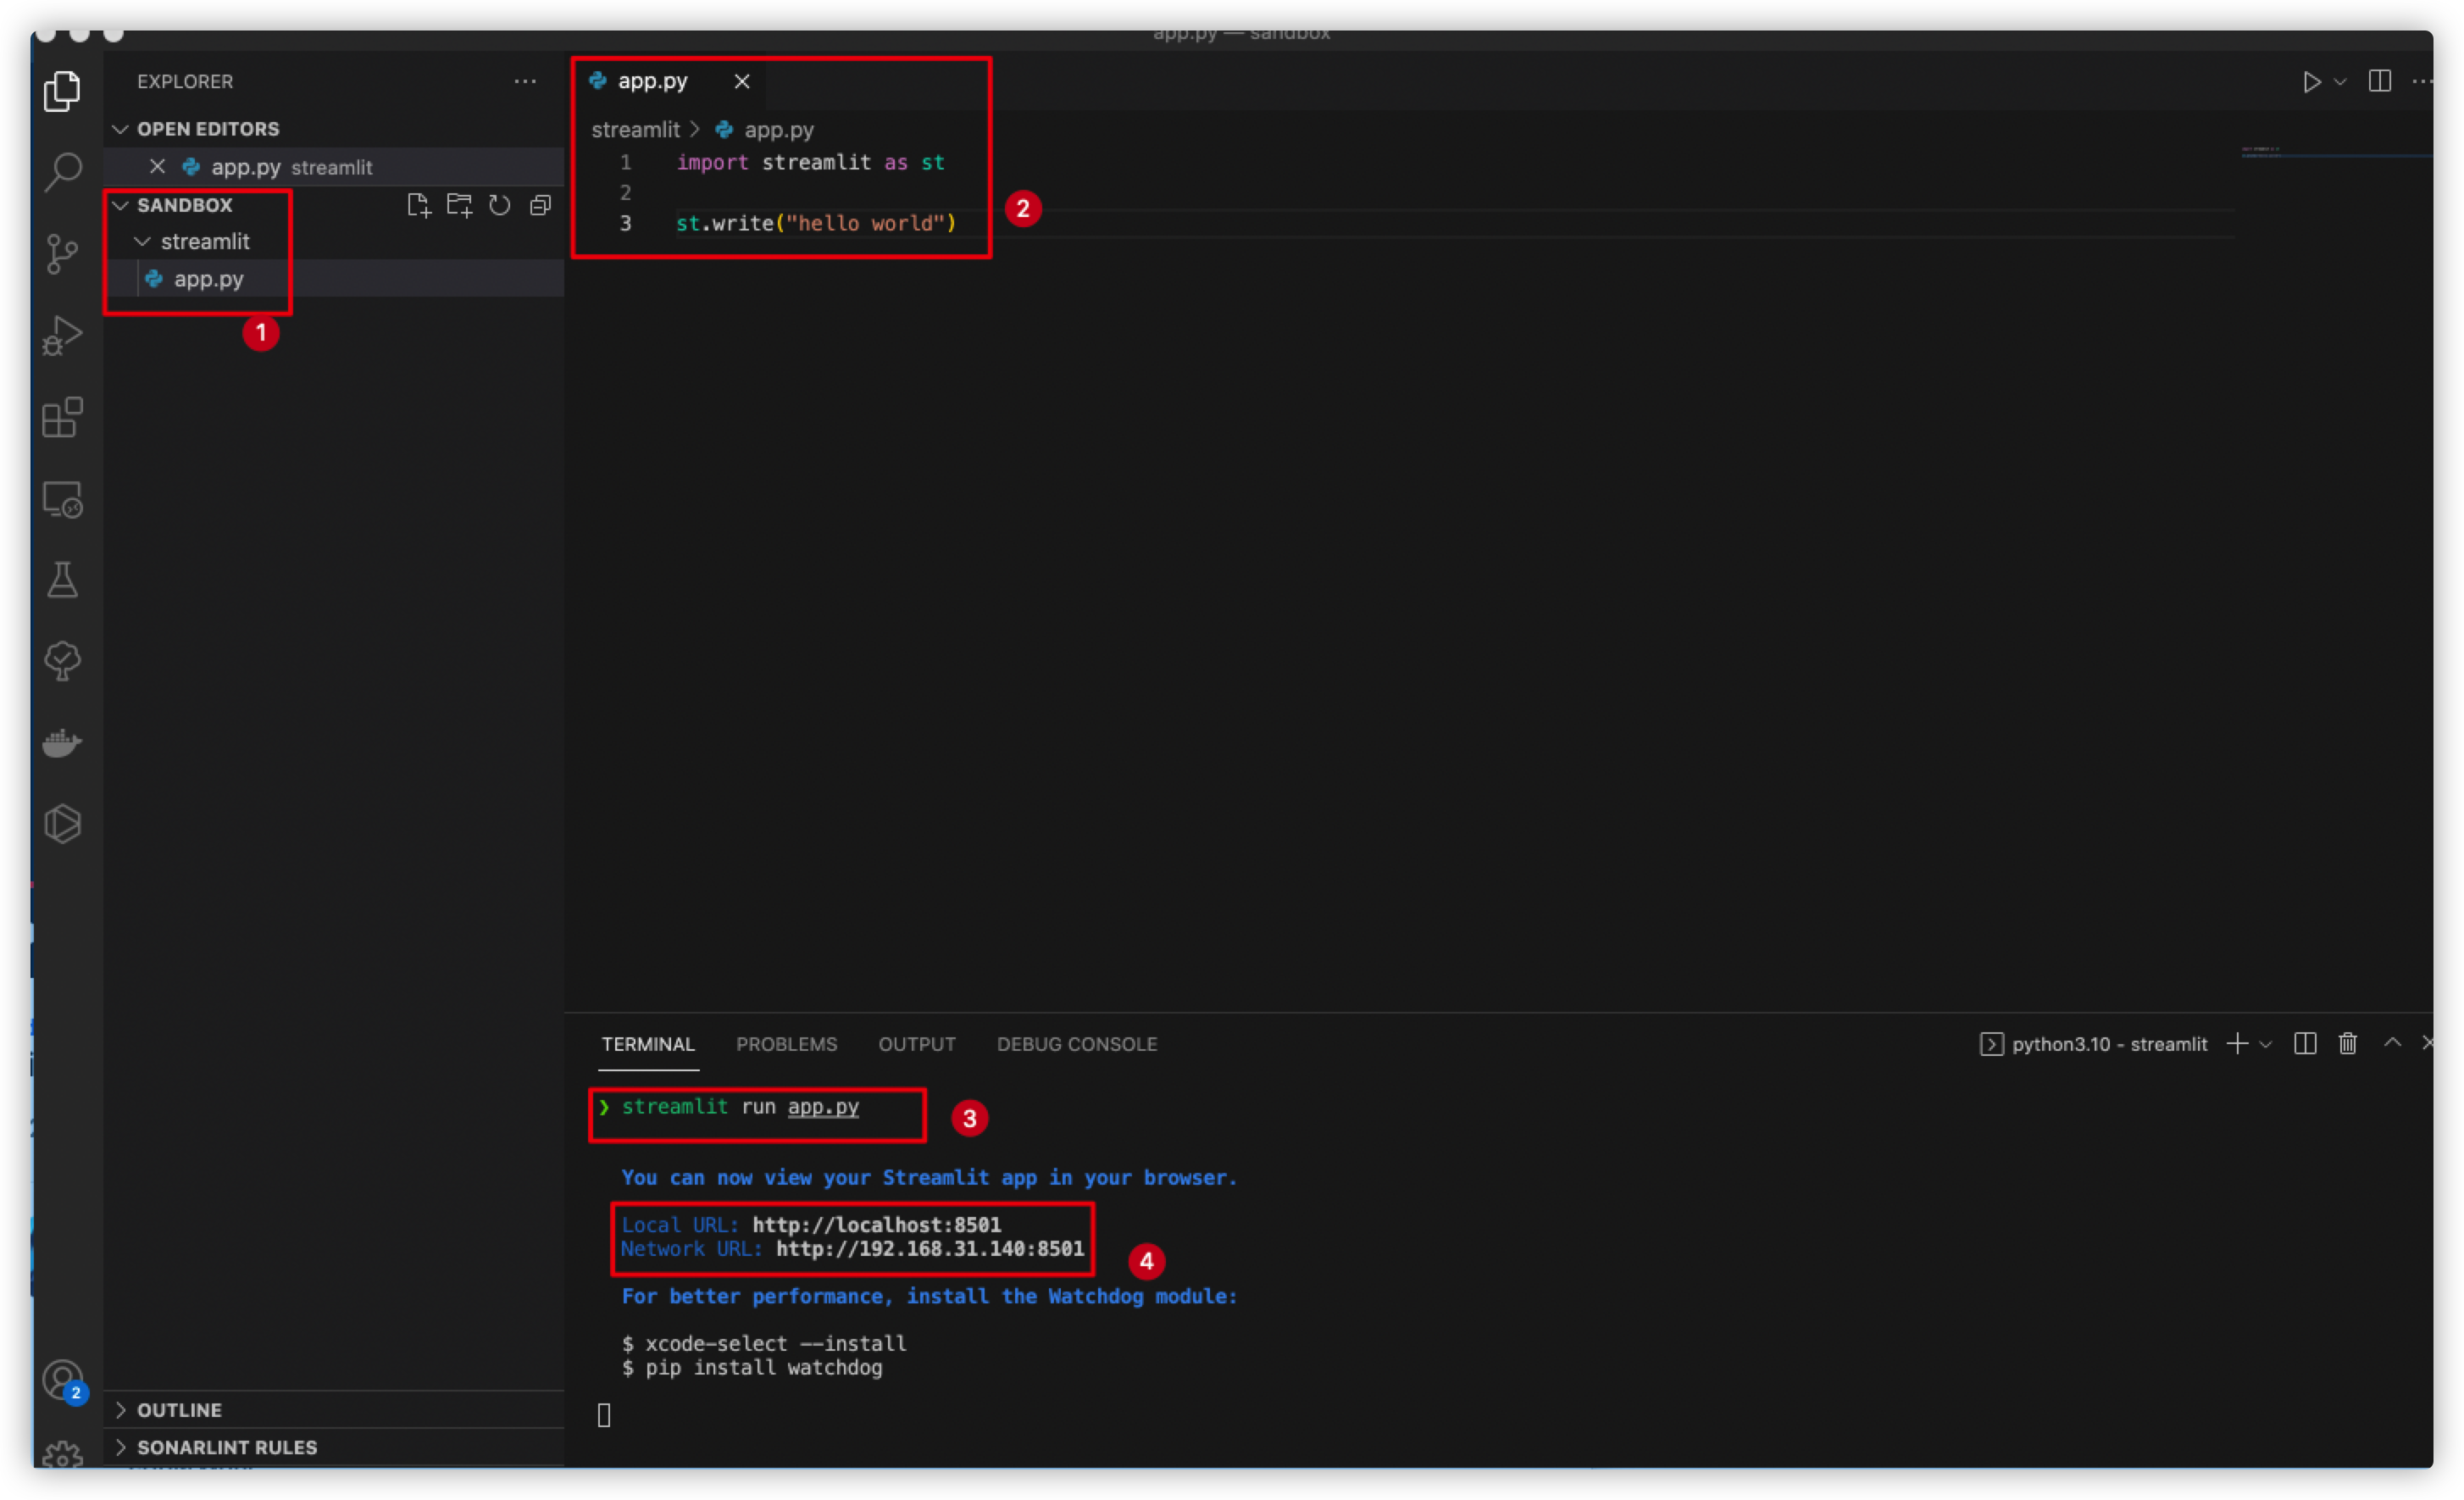 app.py — sandbox
EXPLORER
OPEN EDITORS
app.py streamlit
SANDBOX
streamlit
app.py
1
app.py
streamlit > app.py
1 import streamlit as st
2
3 st.write("hello world")
2
TERMINAL PROBLEMS OUTPUT DEBUG CONSOLE
python3.10 - streamlit
❯ streamlit run app.py
3
You can now view your Streamlit app in your browser.
Local URL: http://localhost:8501
Network URL: http://192.168.31.140:8501
4
For better performance, install the Watchdog module:
$ xcode-select --install
$ pip install watchdog
2
OUTLINE
SONARLINT RULES